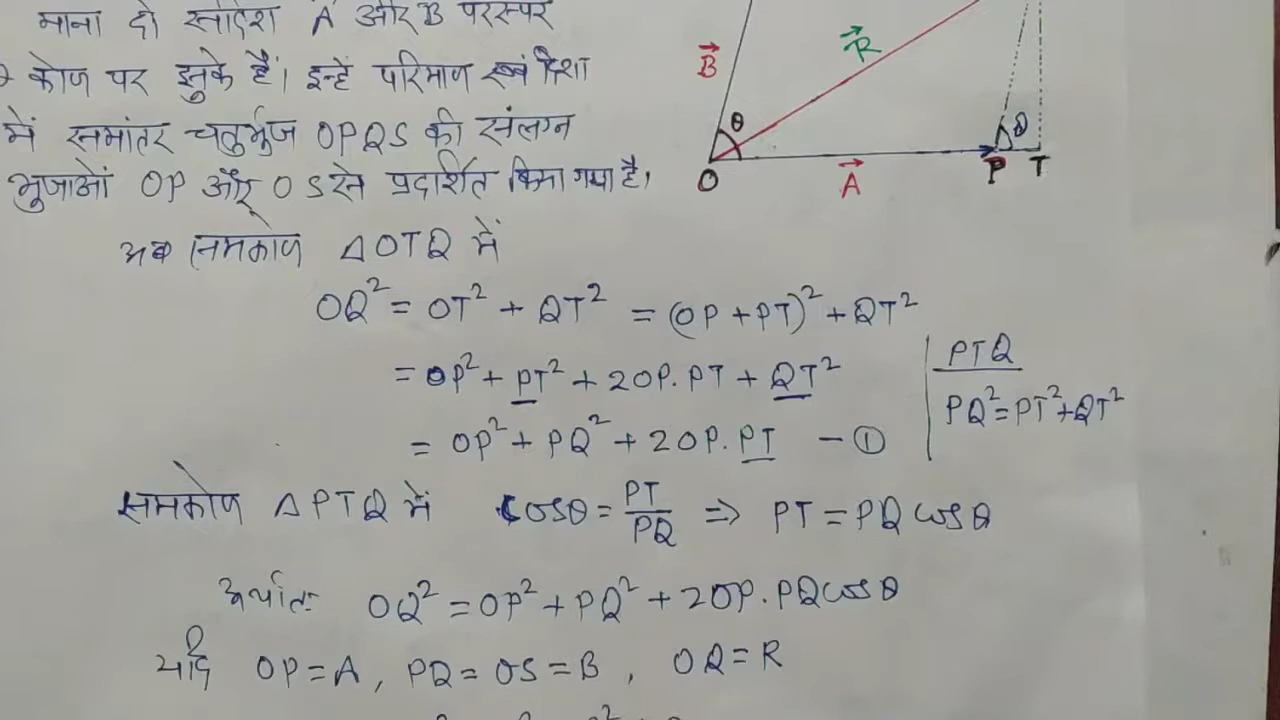 माना दो सदिश A और B परस्पर
कोण पर झुके हैं। इन्हें परिमाण एवं दिशा
में समांतर चतुर्भुज OPQS की संलग्न
भुजाओं OP और OS से प्रदर्शित किया गया है।
B⃗
R⃗
θ
θ
O
A⃗
P
T
अब समकोण △OTQ में
OQ² = OT² + QT² = (OP + PT)² + QT²
= OP² + PT² + 2OP.PT + QT²
= OP² + PQ² + 2OP.PT — ①
PTQ
PQ² = PT² + QT²
समकोण △PTQ में cosθ = PT/PQ ⇒ PT = PQ cosθ
अर्थात: OQ² = OP² + PQ² + 2OP.PQ cosθ
यदि OP = A, PQ = OS = B, OQ = R